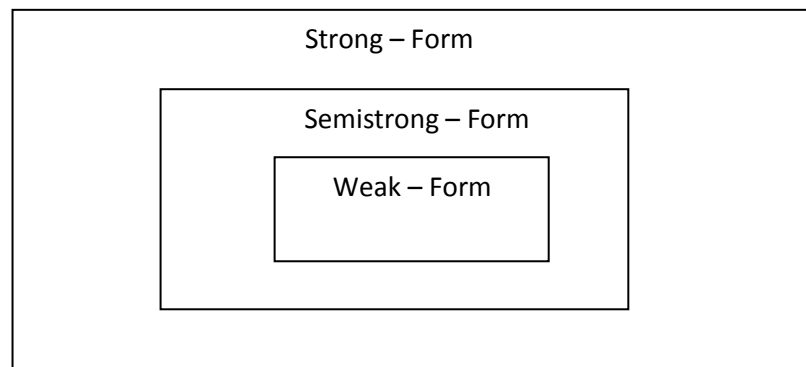 Strong – Form
Semistrong – Form
Weak – Form